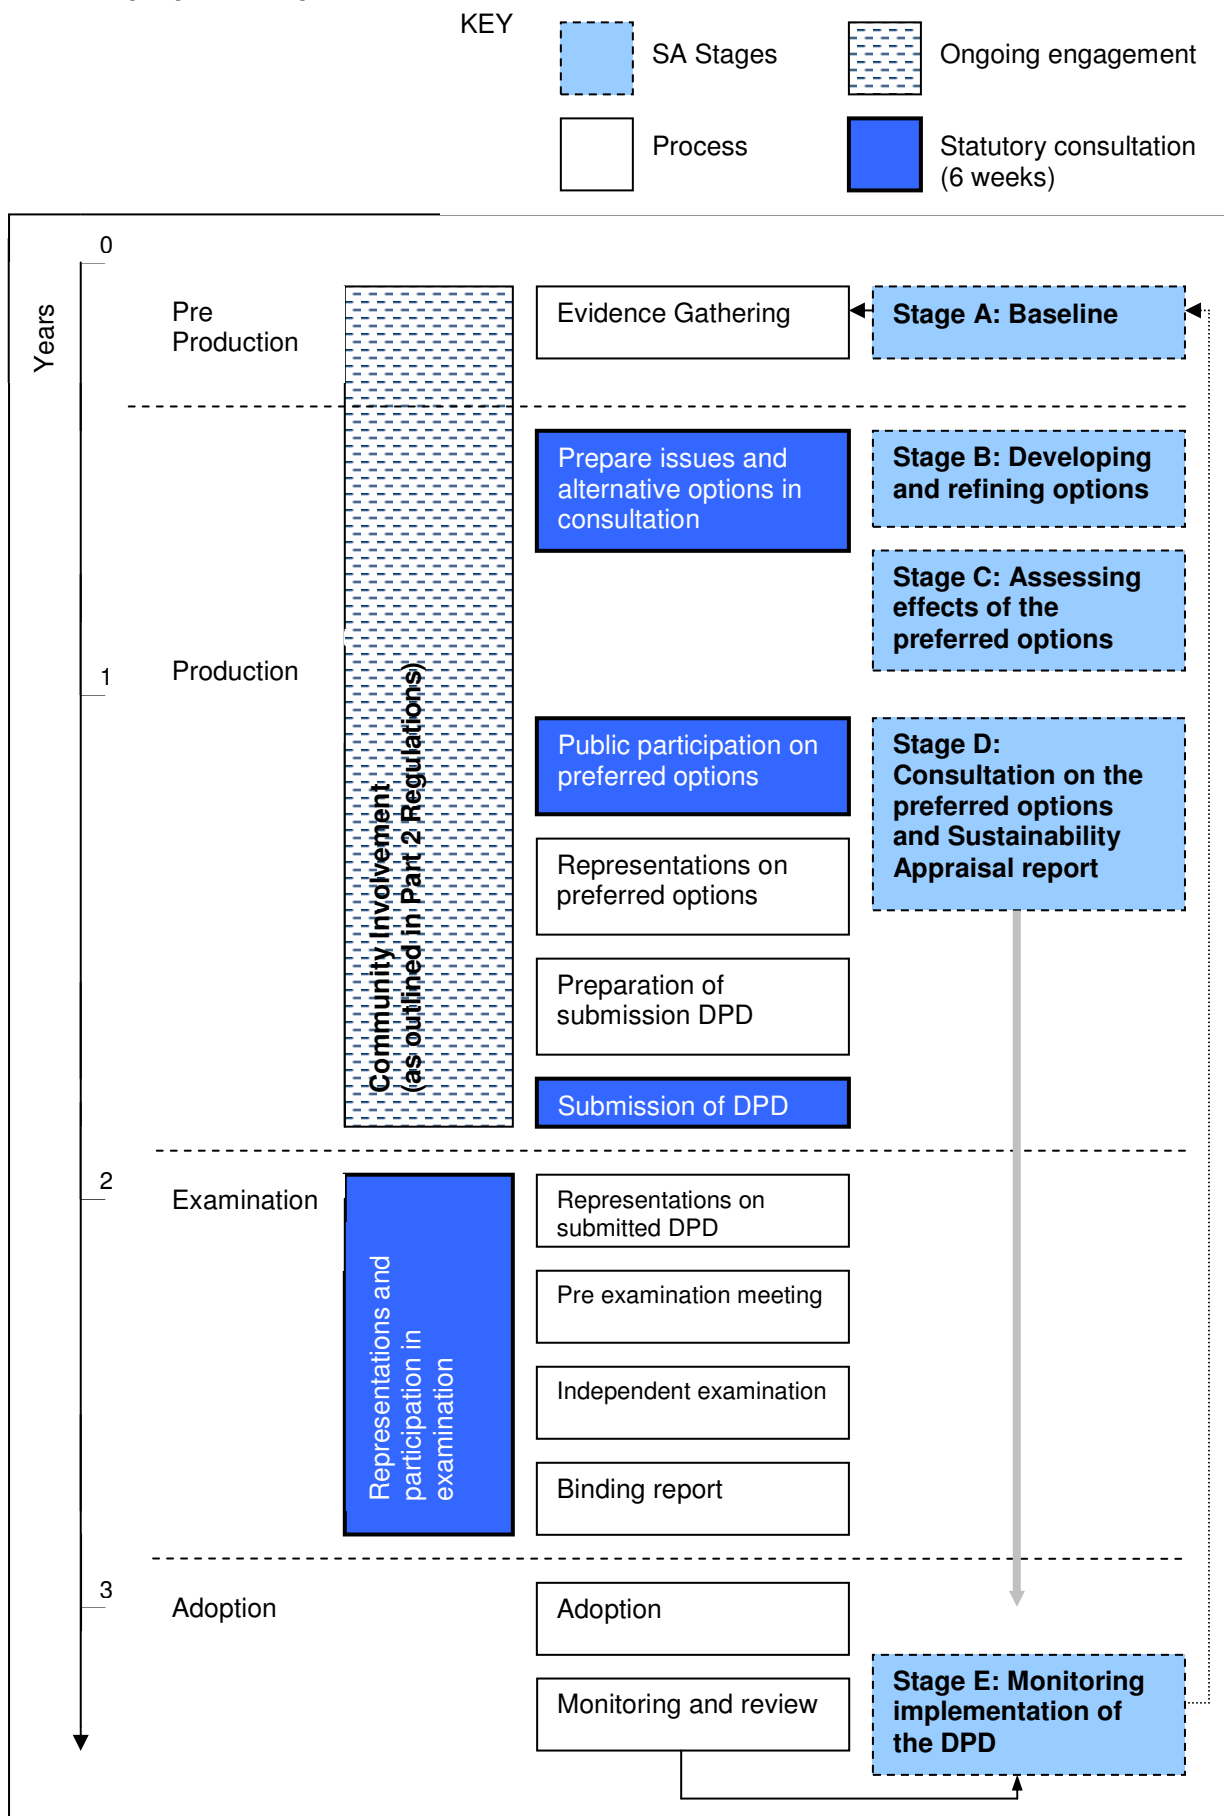 KEY
SA Stages
Ongoing engagement
Process
Statutory consultation
(6 weeks)
0
Years
Pre
Production
Evidence Gathering
Stage A: Baseline
Prepare issues and
alternative options in
consultation
Stage B: Developing
and refining options
Stage C: Assessing
effects of the
preferred options
1
Production
Community Involvement
(as outlined in Part 2 Regulations)
Public participation on
preferred options
Stage D:
Consultation on the
preferred options
and Sustainability
Appraisal report
Representations on
preferred options
Preparation of
submission DPD
Submission of DPD
2
Examination
Representations and
participation in
examination
Representations on
submitted DPD
Pre examination meeting
Independent examination
Binding report
3
Adoption
Adoption
Monitoring and review
Stage E: Monitoring
implementation of
the DPD